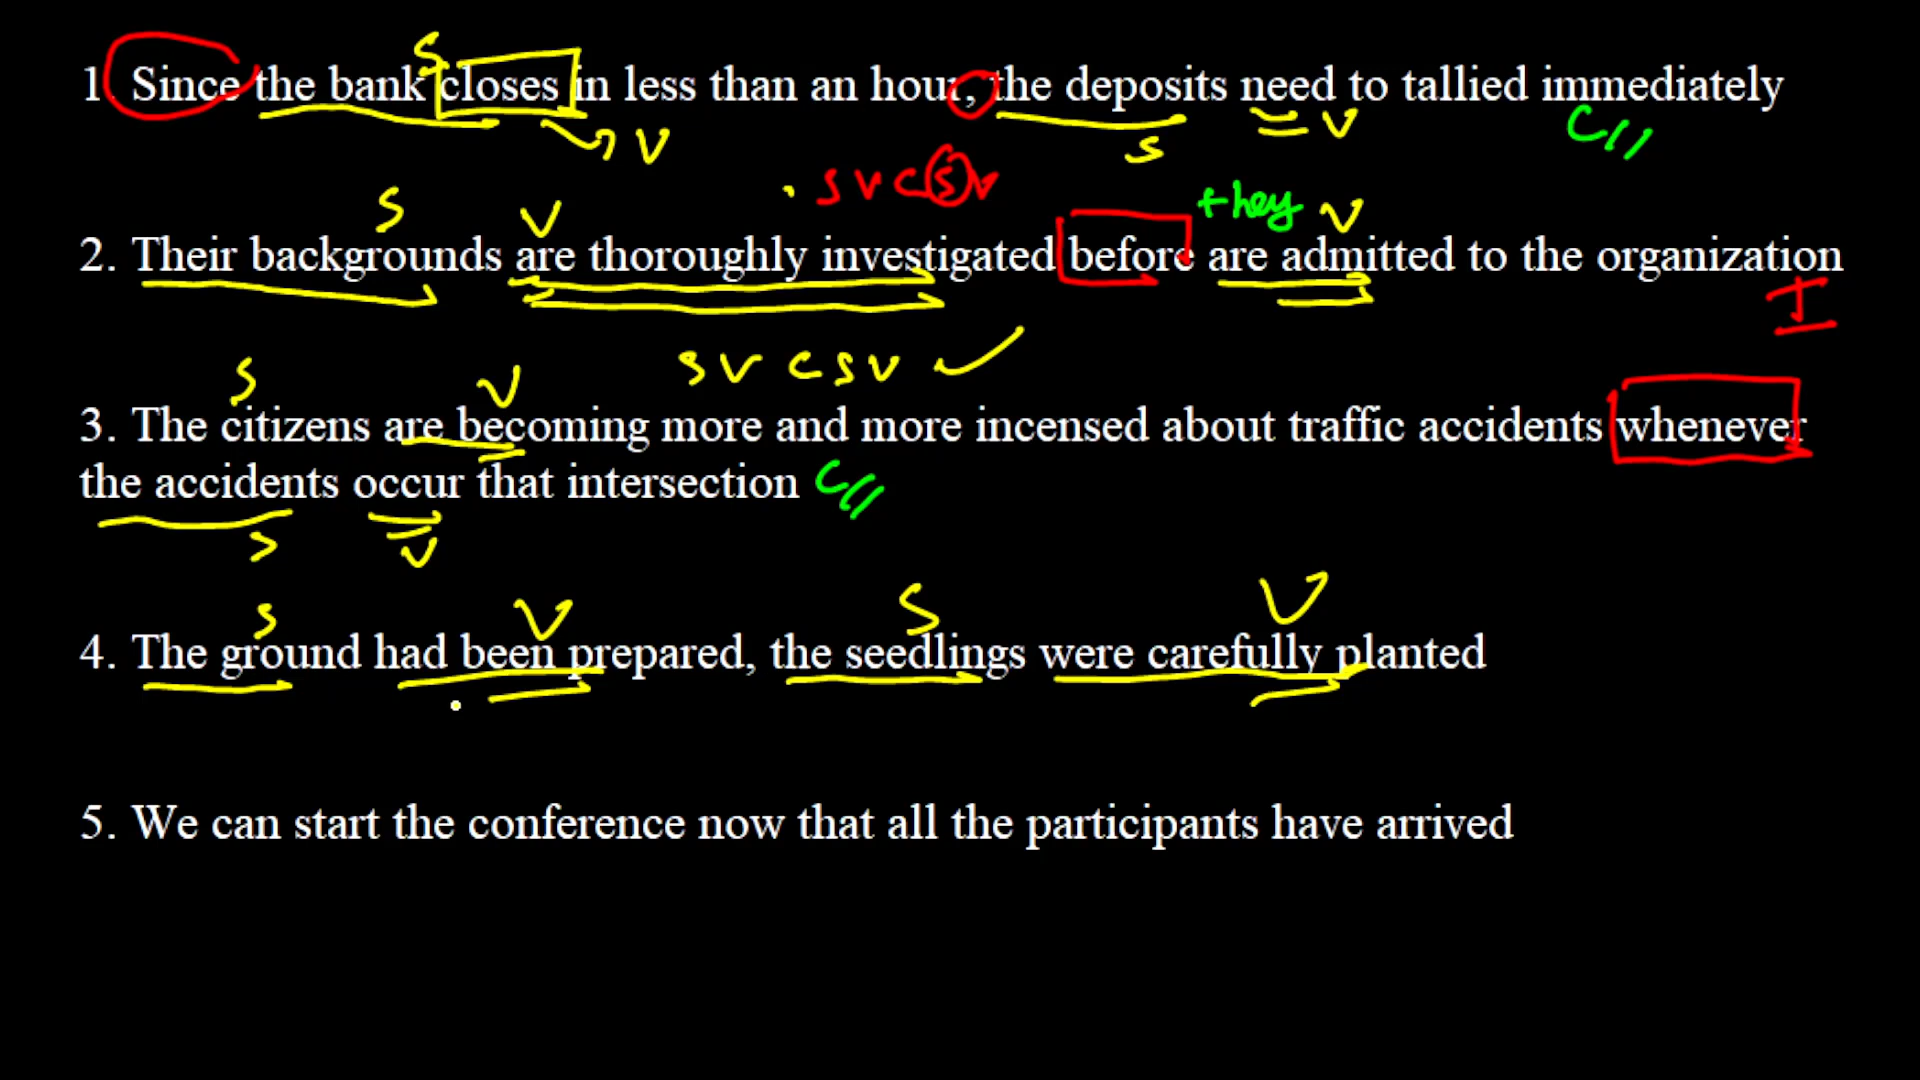 S
1. Since the bank closes in less than an hour, the deposits need to tallied immediately
V S V C
S V C S V
S V they V
2. Their backgrounds are thoroughly investigated before are admitted to the organization
I
S V C S V
S V
3. The citizens are becoming more and more incensed about traffic accidents whenever
the accidents occur that intersection C
S V
S V S V
4. The ground had been prepared, the seedlings were carefully planted
5. We can start the conference now that all the participants have arrived